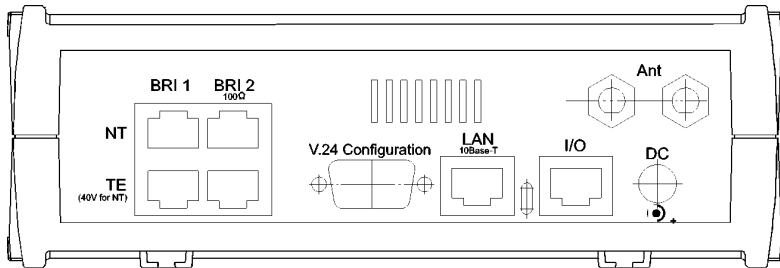 BRI 1
BRI 2
100Ω
NT
TE
(40V for NT)
V.24 Configuration
LAN
10Base-T
I/O
Ant
DC
+